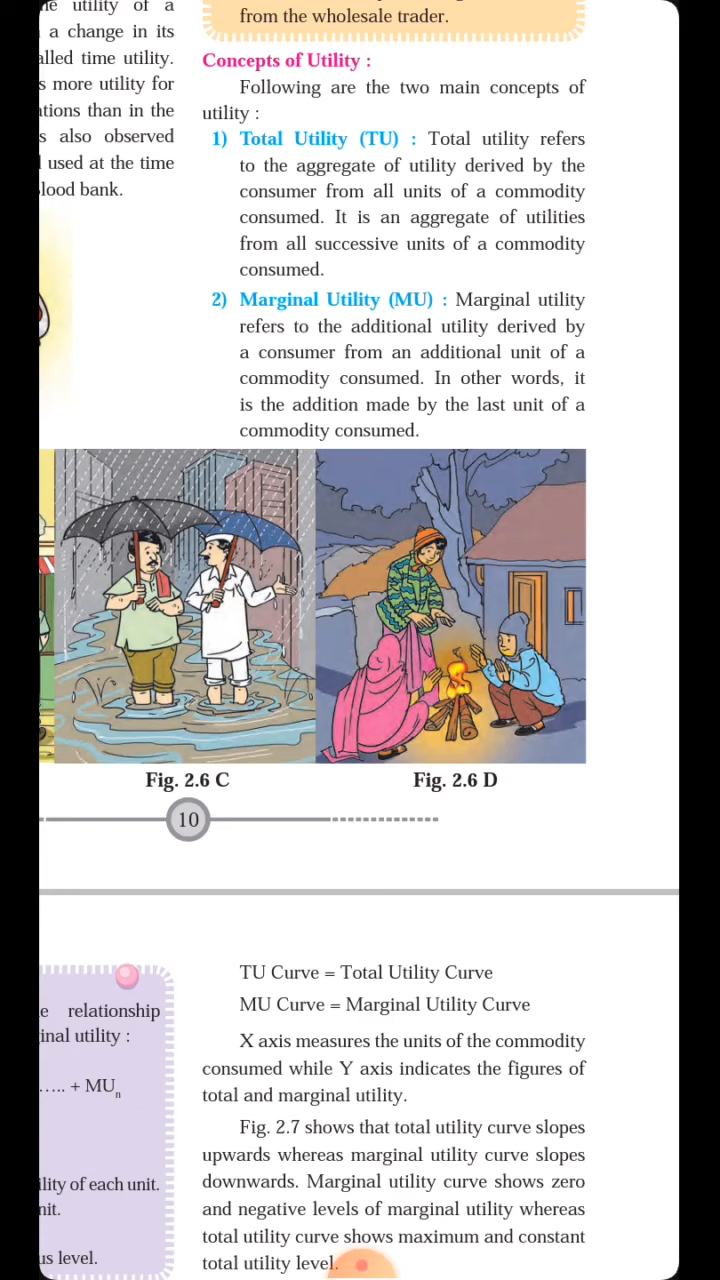 utility of a
a change in its
time utility.
more utility for
than in the
also observed
used at the time
bank.
from the wholesale trader.
Concepts of Utility :
Following are the two main concepts of
utility :
1) Total Utility (TU) : Total utility refers
to the aggregate of utility derived by the
consumer from all units of a commodity
consumed. It is an aggregate of utilities
from all successive units of a commodity
consumed.
2) Marginal Utility (MU) : Marginal utility
refers to the additional utility derived by
a consumer from an additional unit of a
commodity consumed. In other words, it
is the addition made by the last unit of a
commodity consumed.
Fig. 2.6 C
Fig. 2.6 D
10
relationship
utility :
..... + MUn
of each unit.
level.
TU Curve = Total Utility Curve
MU Curve = Marginal Utility Curve
X axis measures the units of the commodity
consumed while Y axis indicates the figures of
total and marginal utility.
Fig. 2.7 shows that total utility curve slopes
upwards whereas marginal utility curve slopes
downwards. Marginal utility curve shows zero
and negative levels of marginal utility whereas
total utility curve shows maximum and constant
total utility level.